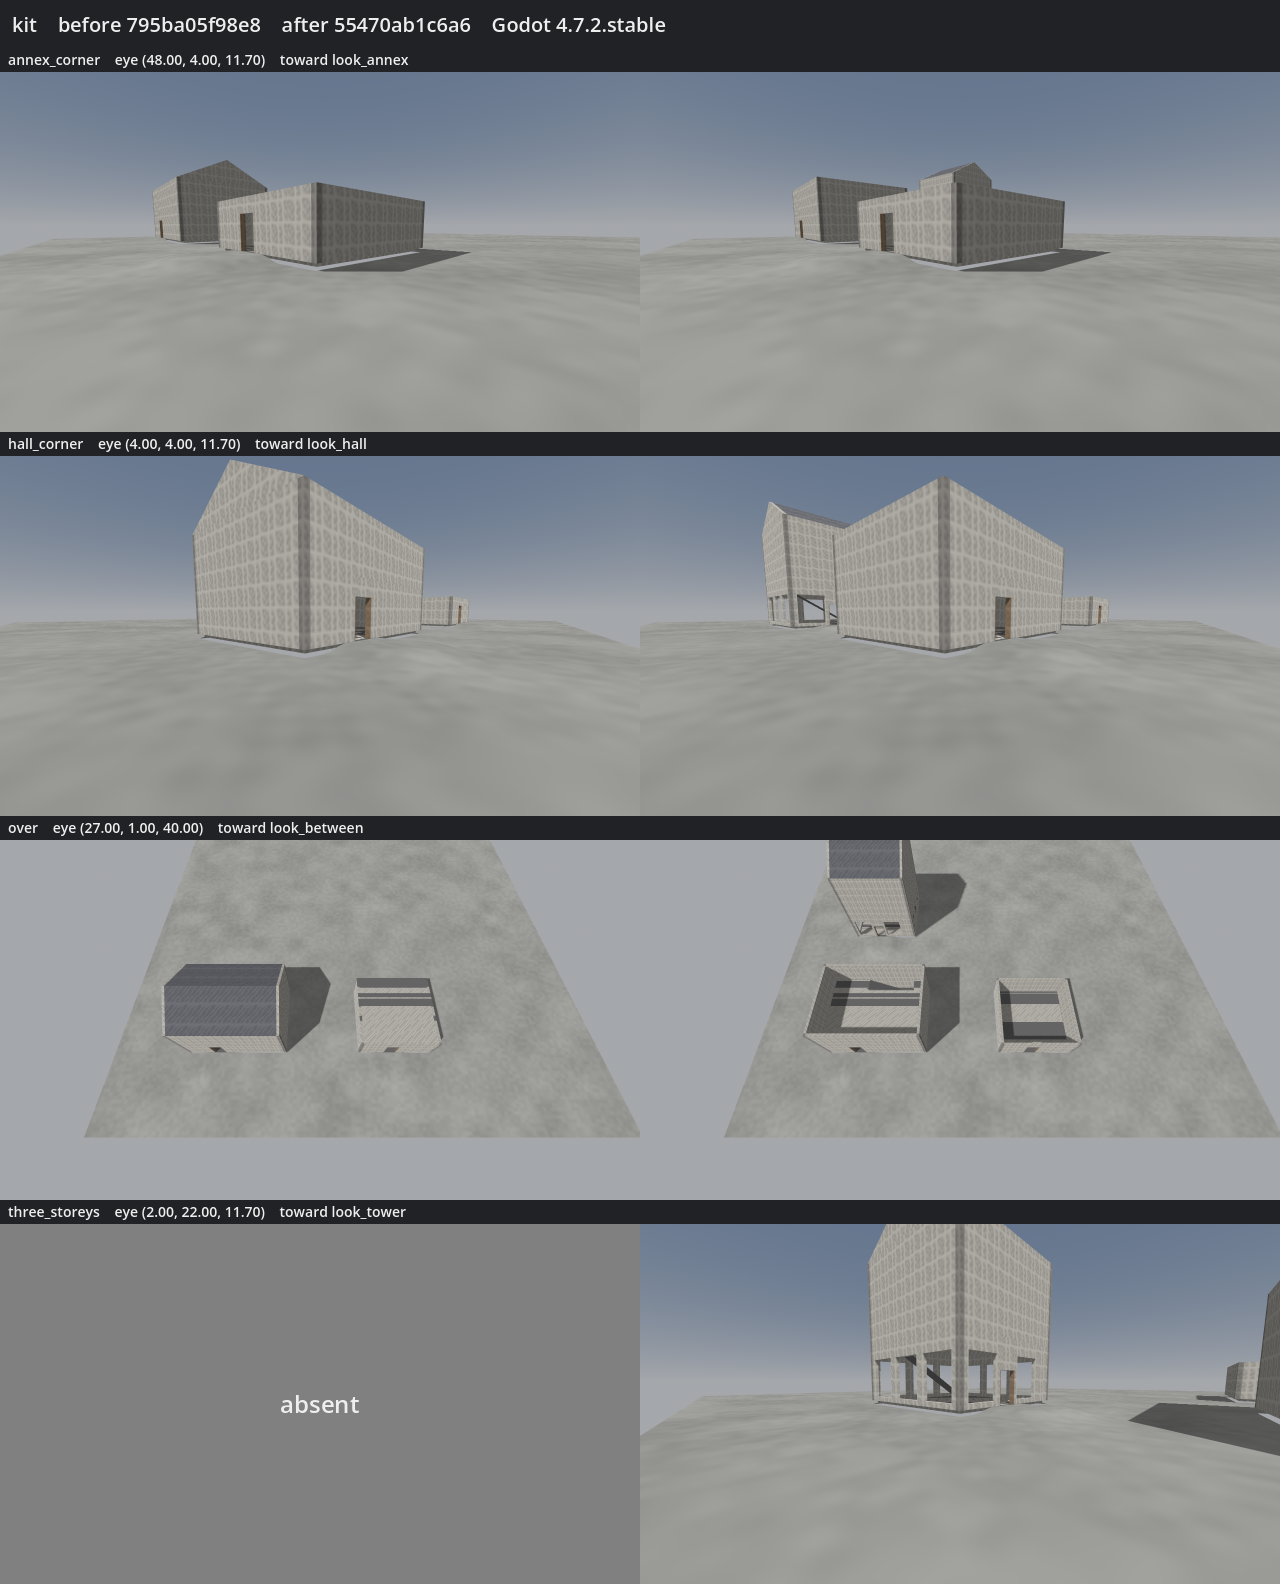 kit before 795ba05f98e8 after 55470ab1c6a6 Godot 4.7.2.stable
annex_corner eye (48.00, 4.00, 11.70) toward look_annex
hall_corner eye (4.00, 4.00, 11.70) toward look_hall
over eye (27.00, 1.00, 40.00) toward look_between
three_storeys eye (2.00, 22.00, 11.70) toward look_tower
absent